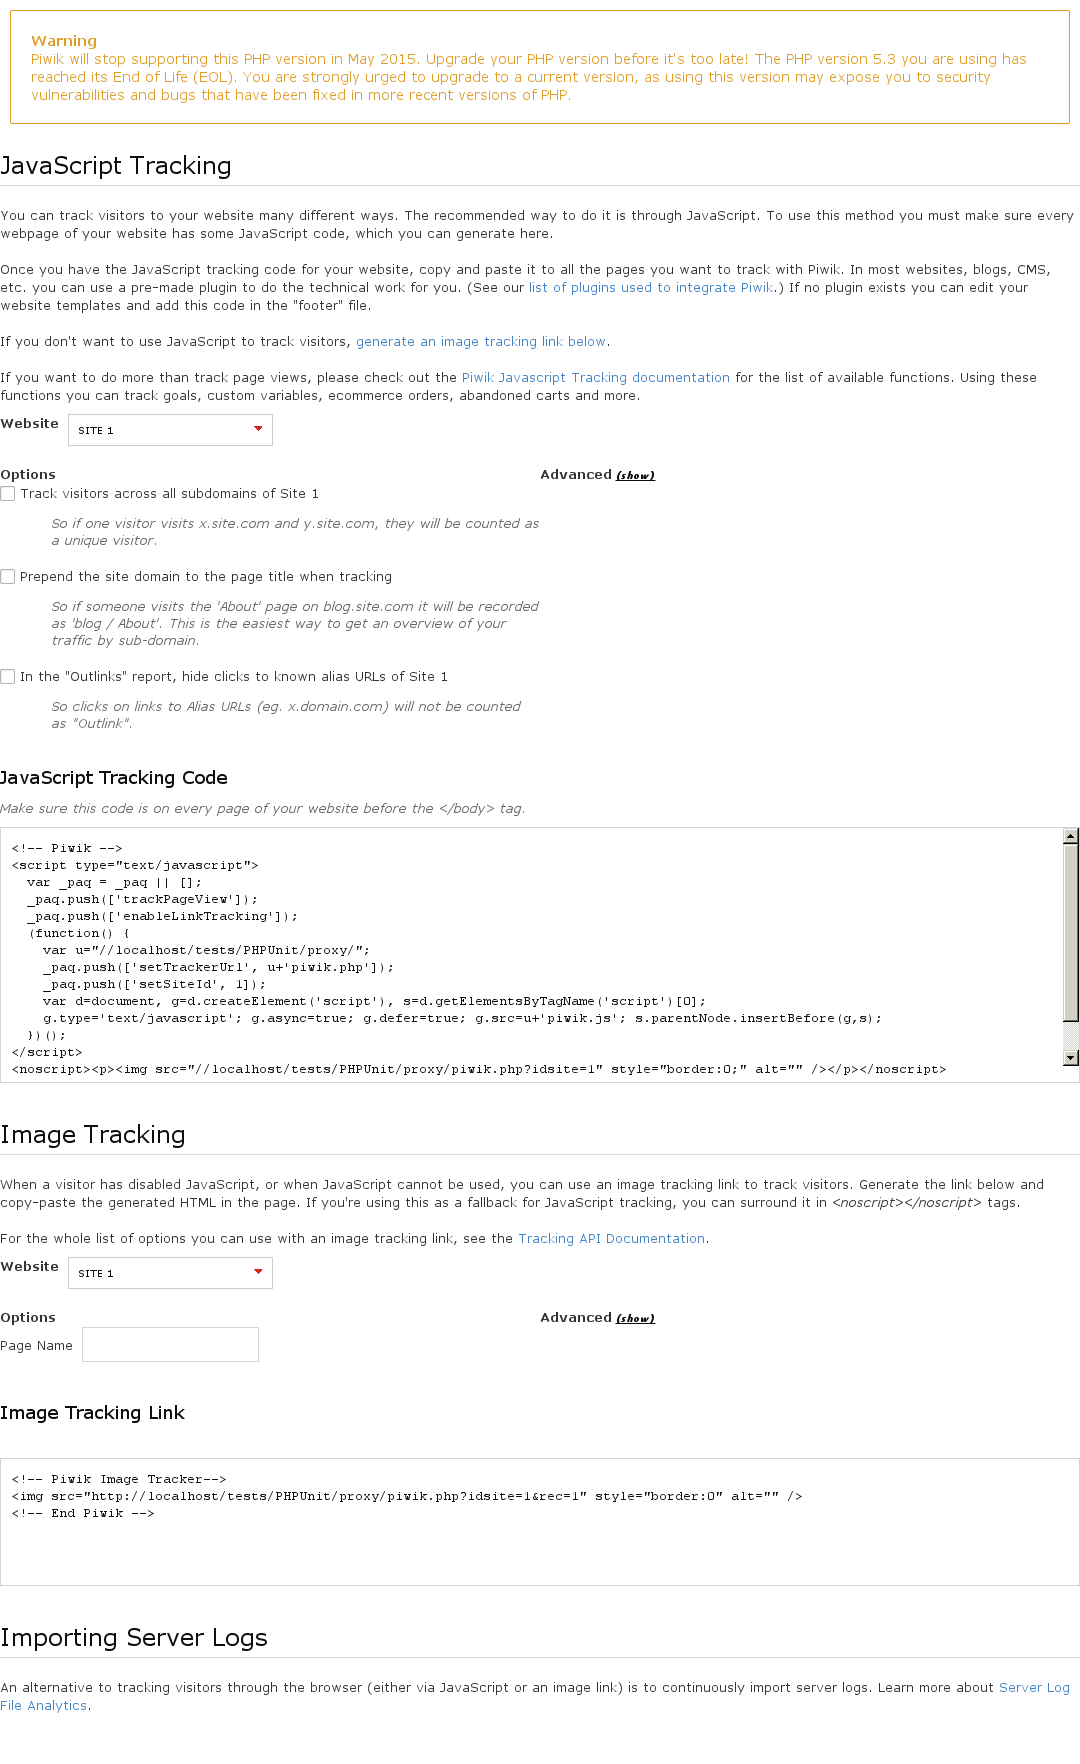 Warning
Piwik will stop supporting this PHP version in May 2015. Upgrade your PHP version before it's too late! The PHP version 5.3 you are using has
reached its End of Life (EOL). You are strongly urged to upgrade to a current version, as using this version may expose you to security
vulnerabilities and bugs that have been fixed in more recent versions of PHP.
JavaScript Tracking
You can track visitors to your website many different ways. The recommended way to do it is through JavaScript. To use this method you must make sure every
webpage of your website has some JavaScript code, which you can generate here.
Once you have the JavaScript tracking code for your website, copy and paste it to all the pages you want to track with Piwik. In most websites, blogs, CMS,
etc. you can use a pre-made plugin to do the technical work for you. (See our list of plugins used to integrate Piwik.) If no plugin exists you can edit your
website templates and add this code in the "footer" file.
If you don't want to use JavaScript to track visitors, generate an image tracking link below.
If you want to do more than track page views, please check out the Piwik Javascript Tracking documentation for the list of available functions. Using these
functions you can track goals, custom variables, ecommerce orders, abandoned carts and more.
Website SITE 1
Options Advanced (show)
Track visitors across all subdomains of Site 1
So if one visitor visits x.site.com and y.site.com, they will be counted as
a unique visitor.
Prepend the site domain to the page title when tracking
So if someone visits the 'About' page on blog.site.com it will be recorded
as 'blog / About'. This is the easiest way to get an overview of your
traffic by sub-domain.
In the "Outlinks" report, hide clicks to known alias URLs of Site 1
So clicks on links to Alias URLs (eg. x.domain.com) will not be counted
as "Outlink".
JavaScript Tracking Code
Make sure this code is on every page of your website before the </body> tag.
<!-- Piwik -->
<script type="text/javascript">
  var _paq = _paq || [];
  _paq.push(['trackPageView']);
  _paq.push(['enableLinkTracking']);
  (function() {
    var u="//localhost/tests/PHPUnit/proxy/";
    _paq.push(['setTrackerUrl', u+'piwik.php']);
    _paq.push(['setSiteId', 1]);
    var d=document, g=d.createElement('script'), s=d.getElementsByTagName('script')[0];
    g.type='text/javascript'; g.async=true; g.defer=true; g.src=u+'piwik.js'; s.parentNode.insertBefore(g,s);
  })();
</script>
<noscript><p><img src="//localhost/tests/PHPUnit/proxy/piwik.php?idsite=1" style="border:0;" alt="" /></p></noscript>
Image Tracking
When a visitor has disabled JavaScript, or when JavaScript cannot be used, you can use an image tracking link to track visitors. Generate the link below and
copy-paste the generated HTML in the page. If you're using this as a fallback for JavaScript tracking, you can surround it in <noscript></noscript> tags.
For the whole list of options you can use with an image tracking link, see the Tracking API Documentation.
Website SITE 1
Options Advanced (show)
Page Name
Image Tracking Link
<!-- Piwik Image Tracker-->
<img src="http://localhost/tests/PHPUnit/proxy/piwik.php?idsite=1&rec=1" style="border:0" alt="" />
<!-- End Piwik -->
Importing Server Logs
An alternative to tracking visitors through the browser (either via JavaScript or an image link) is to continuously import server logs. Learn more about Server Log
File Analytics.